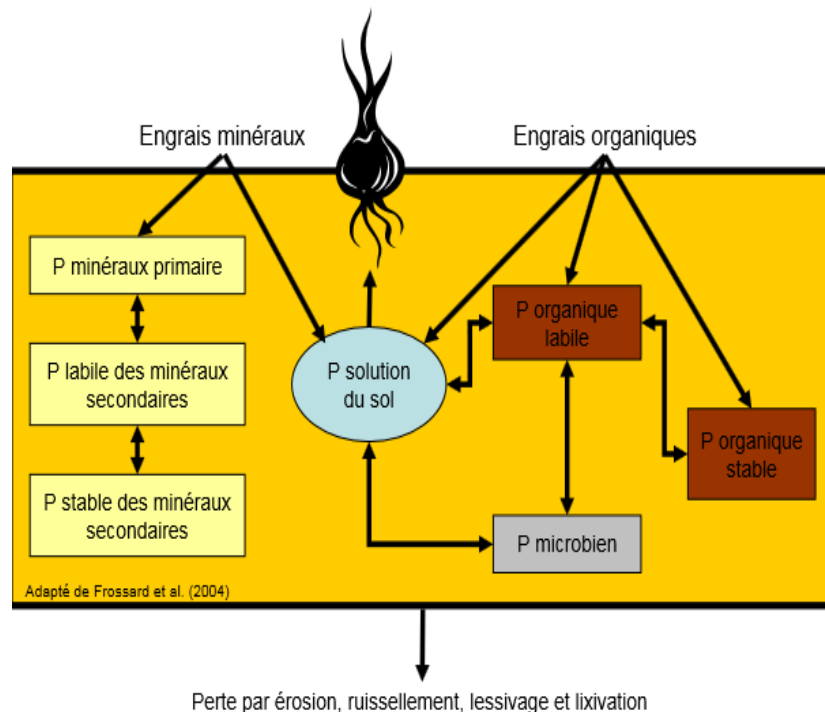 Engrais minéraux
Engrais organiques
P minéraux primaire
P labile des minéraux
secondaires
P stable des minéraux
secondaires
P solution
du sol
P organique
labile
P organique
stable
P microbien
Adapté de Frossard et al. (2004)
Perte par érosion, ruissellement, lessivage et lixivation